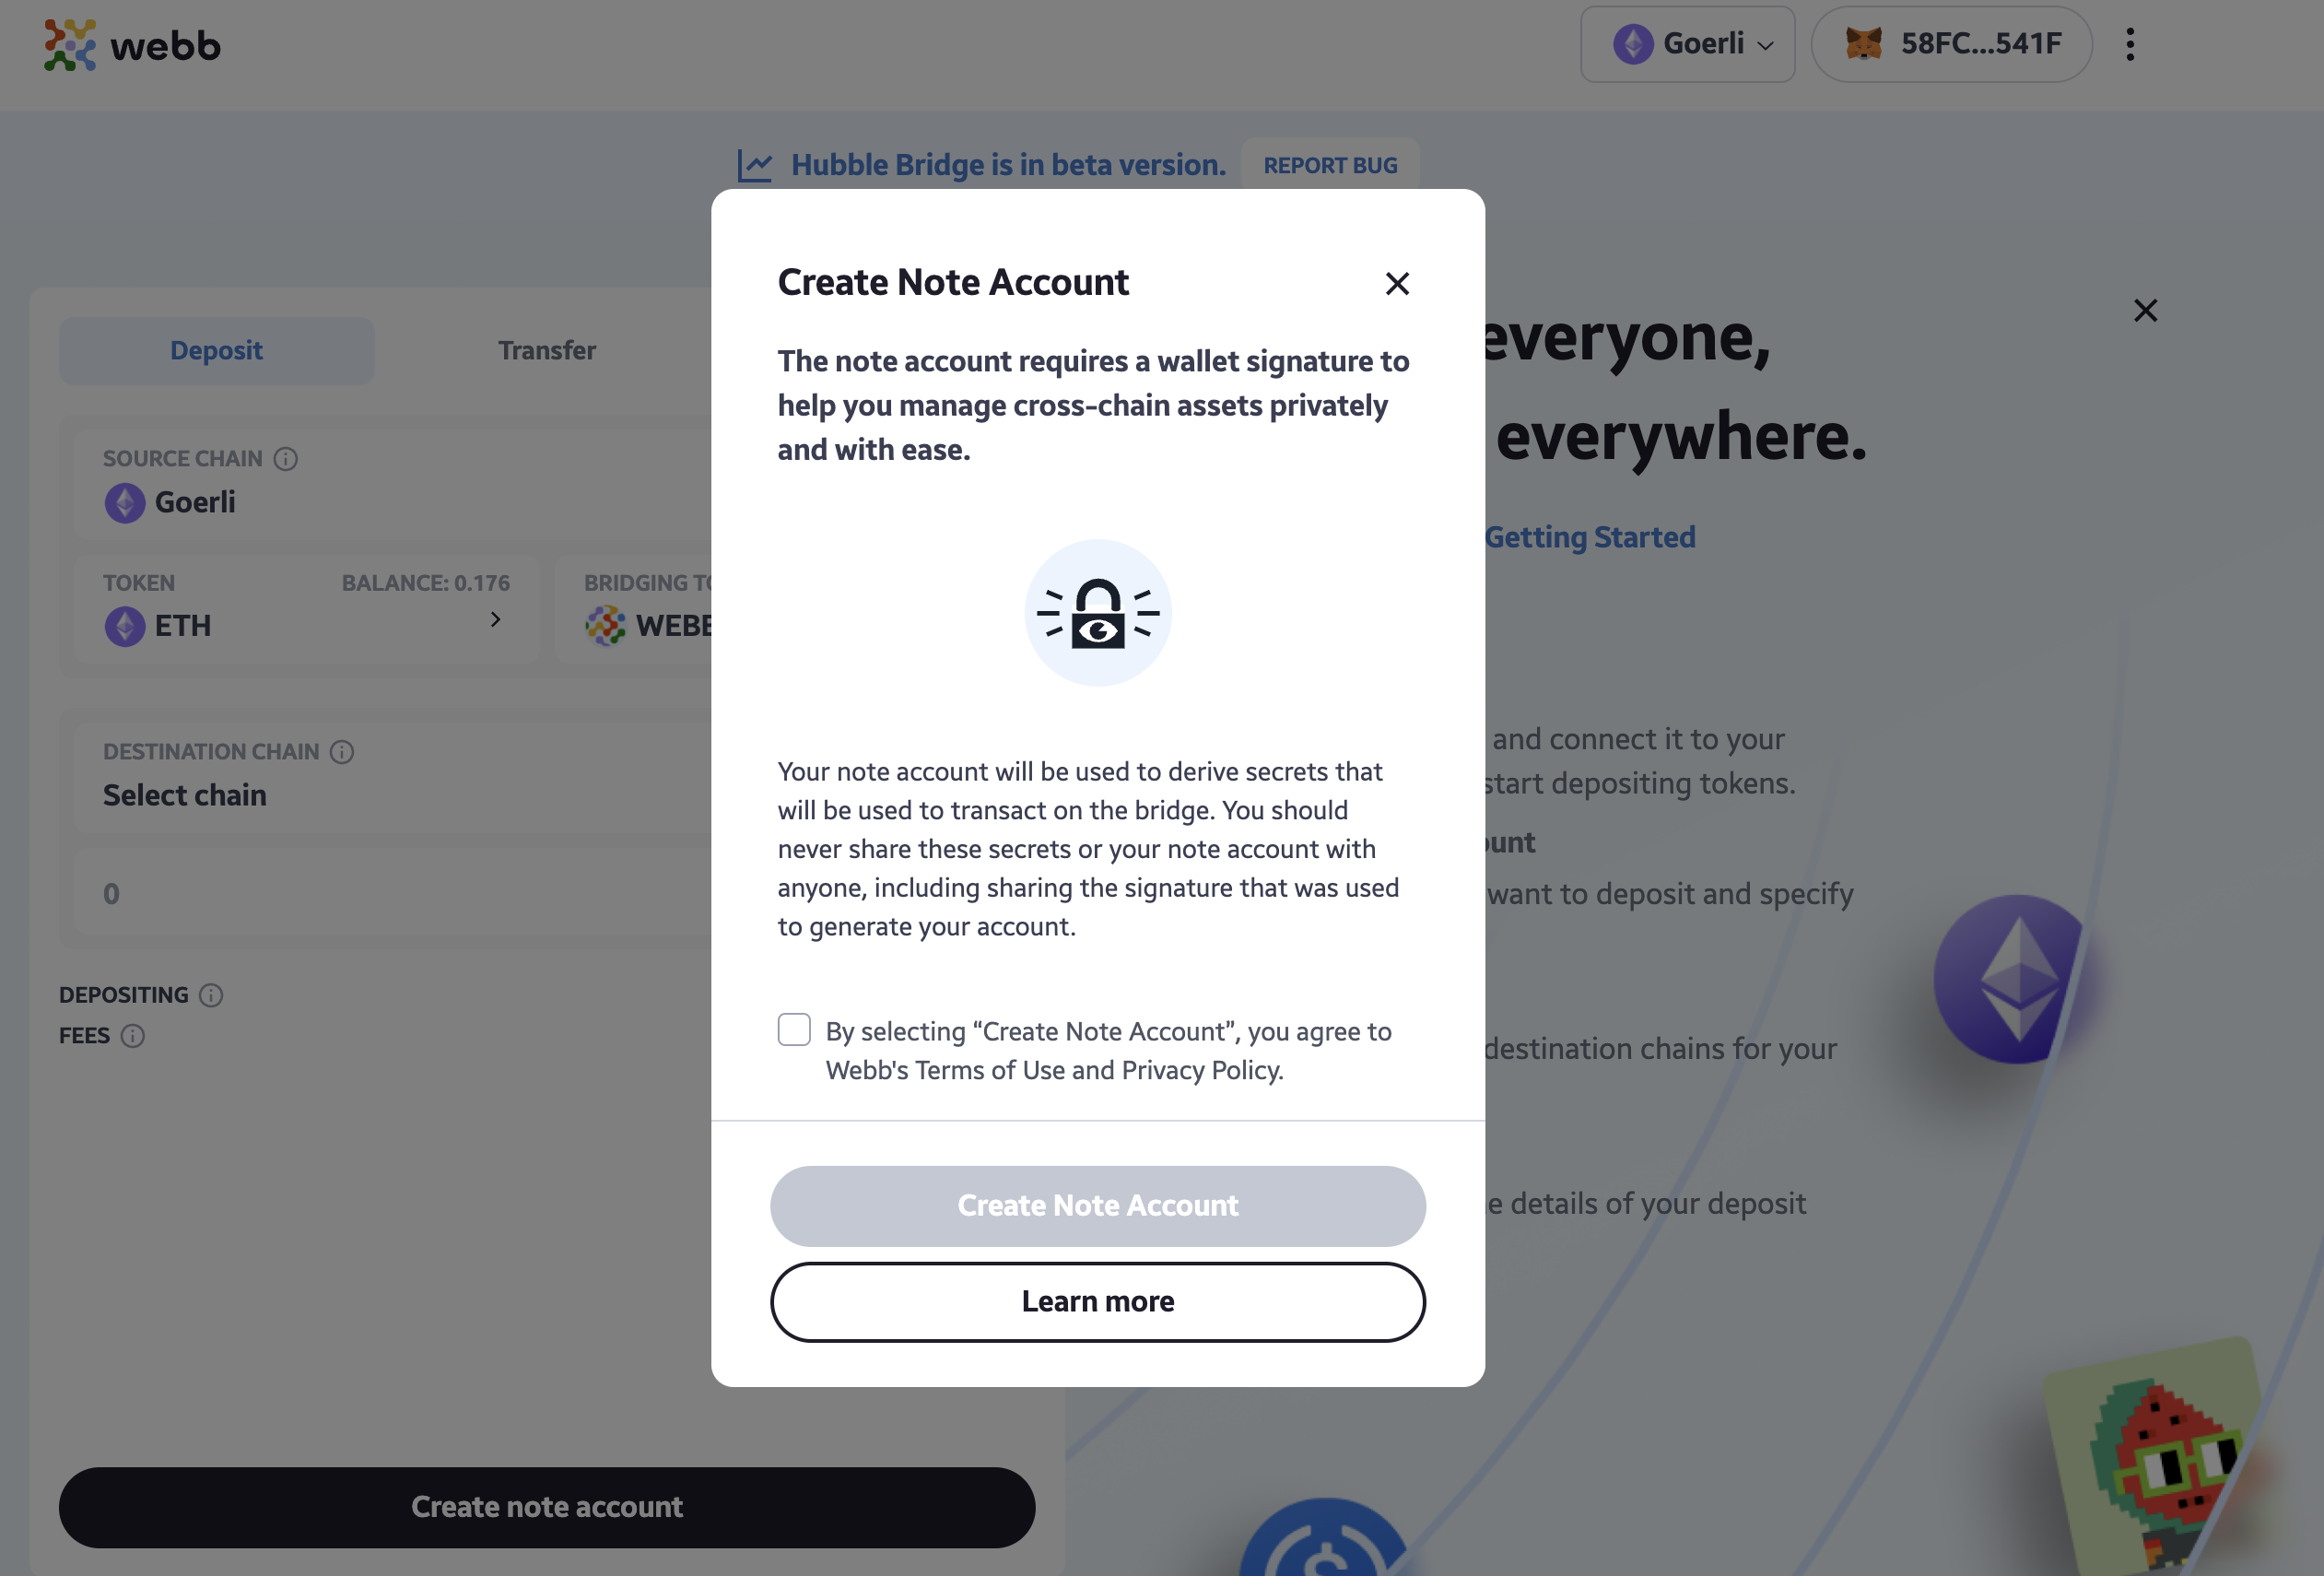 webb
Goerli
58FC...541F
Hubble Bridge is in beta version.
REPORT BUG
Deposit
Transfer
SOURCE CHAIN
Goerli
TOKEN
BALANCE: 0.176
ETH
BRIDGING
DESTINATION CHAIN
Select chain
0
DEPOSITING
FEES
Create note account
Create Note Account
The note account requires a wallet signature to
help you manage cross-chain assets privately
and with ease.
Your note account will be used to derive secrets that
will be used to transact on the bridge. You should
never share these secrets or your note account with
anyone, including sharing the signature that was used
to generate your account.
By selecting “Create Note Account”, you agree to
Webb's Terms of Use and Privacy Policy.
Create Note Account
Learn more
everyone,
everywhere.
Getting Started
and connect it to your
start depositing tokens.
want to deposit and specify
destination chains for your
details of your deposit